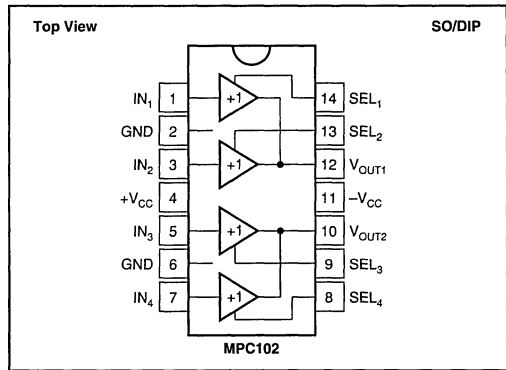 Top View SO/DIP
IN1 1 +1 14 SEL1
GND 2 13 SEL2
IN2 3 +1 12 VOUT1
+VCC 4 11 –VCC
IN3 5 +1 10 VOUT2
GND 6 9 SEL3
IN4 7 +1 8 SEL4
MPC102